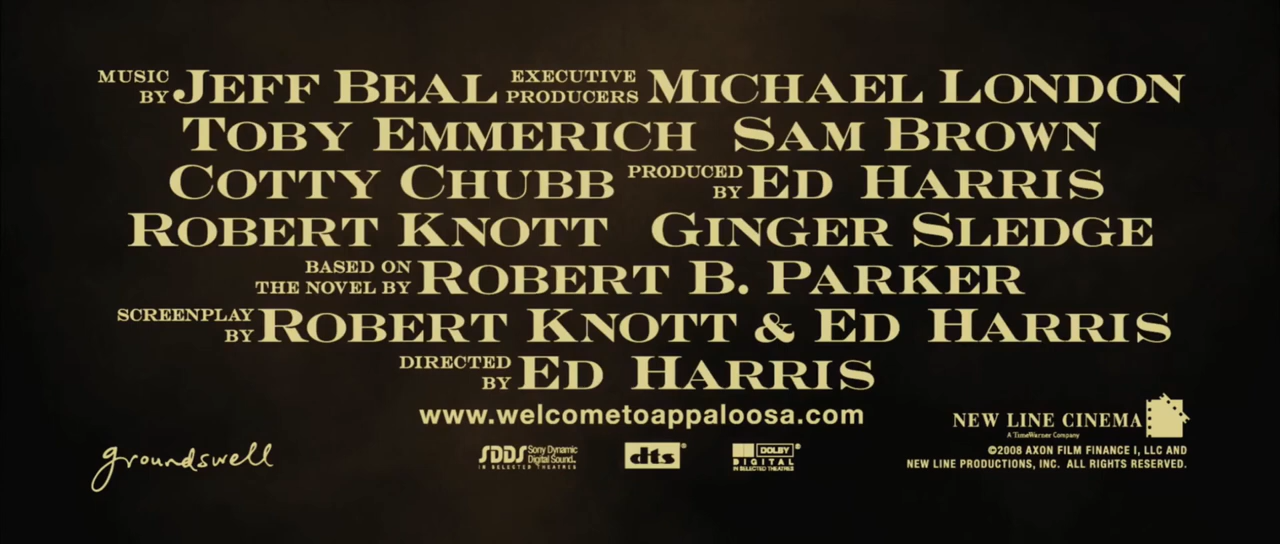 MUSIC BY JEFF BEAL EXECUTIVE PRODUCERS MICHAEL LONDON
TOBY EMMERICH SAM BROWN
COTTY CHUBB PRODUCED BY ED HARRIS
ROBERT KNOTT GINGER SLEDGE
BASED ON THE NOVEL BY ROBERT B. PARKER
SCREENPLAY BY ROBERT KNOTT & ED HARRIS
DIRECTED BY ED HARRIS
www.welcometoappaloosa.com
NEW LINE CINEMA
A TimeWarner Company
groundswell
SDDS Sony Dynamic Digital Sound.
IN SELECTED THEATRES
dts®
DOLBY®
DIGITAL
IN SELECTED THEATRES
©2008 AXON FILM FINANCE I, LLC AND
NEW LINE PRODUCTIONS, INC. ALL RIGHTS RESERVED.